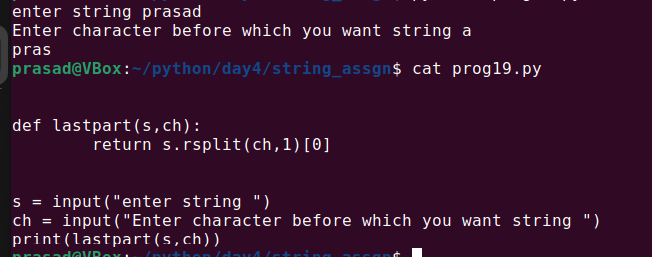 enter string prasad
Enter character before which you want string a
pras
prasad@VBox:~/python/day4/string_assgn$ cat prog19.py
def lastpart(s,ch):
        return s.rsplit(ch,1)[0]
s = input("enter string ")
ch = input("Enter character before which you want string ")
print(lastpart(s,ch))
prasad@VBox:~/python/day4/string_assgn$